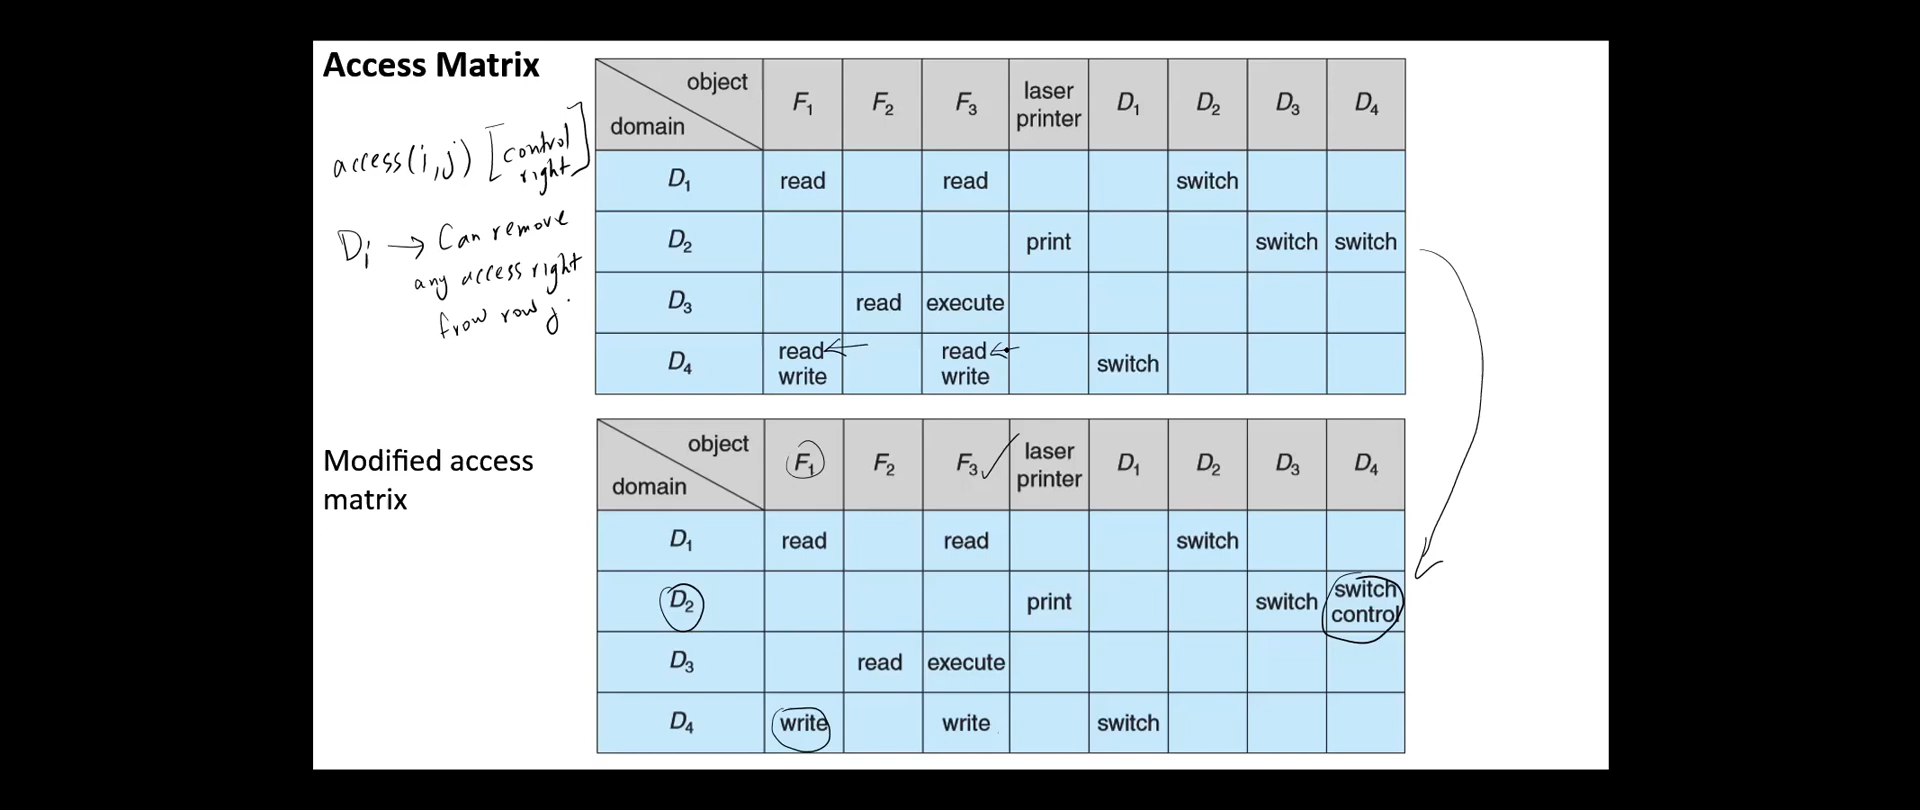 Access Matrix
access(i,j) [control
right]
Di → Can remove
any access right
from row j
object
domain
F1 F2 F3 laser printer D1 D2 D3 D4
D1 read read switch
D2 print switch switch
D3 read execute
D4 read write read write switch
Modified access
matrix
object
domain
F1 F2 F3 laser printer D1 D2 D3 D4
D1 read read switch
D2 print switch switch control
D3 read execute
D4 write write switch